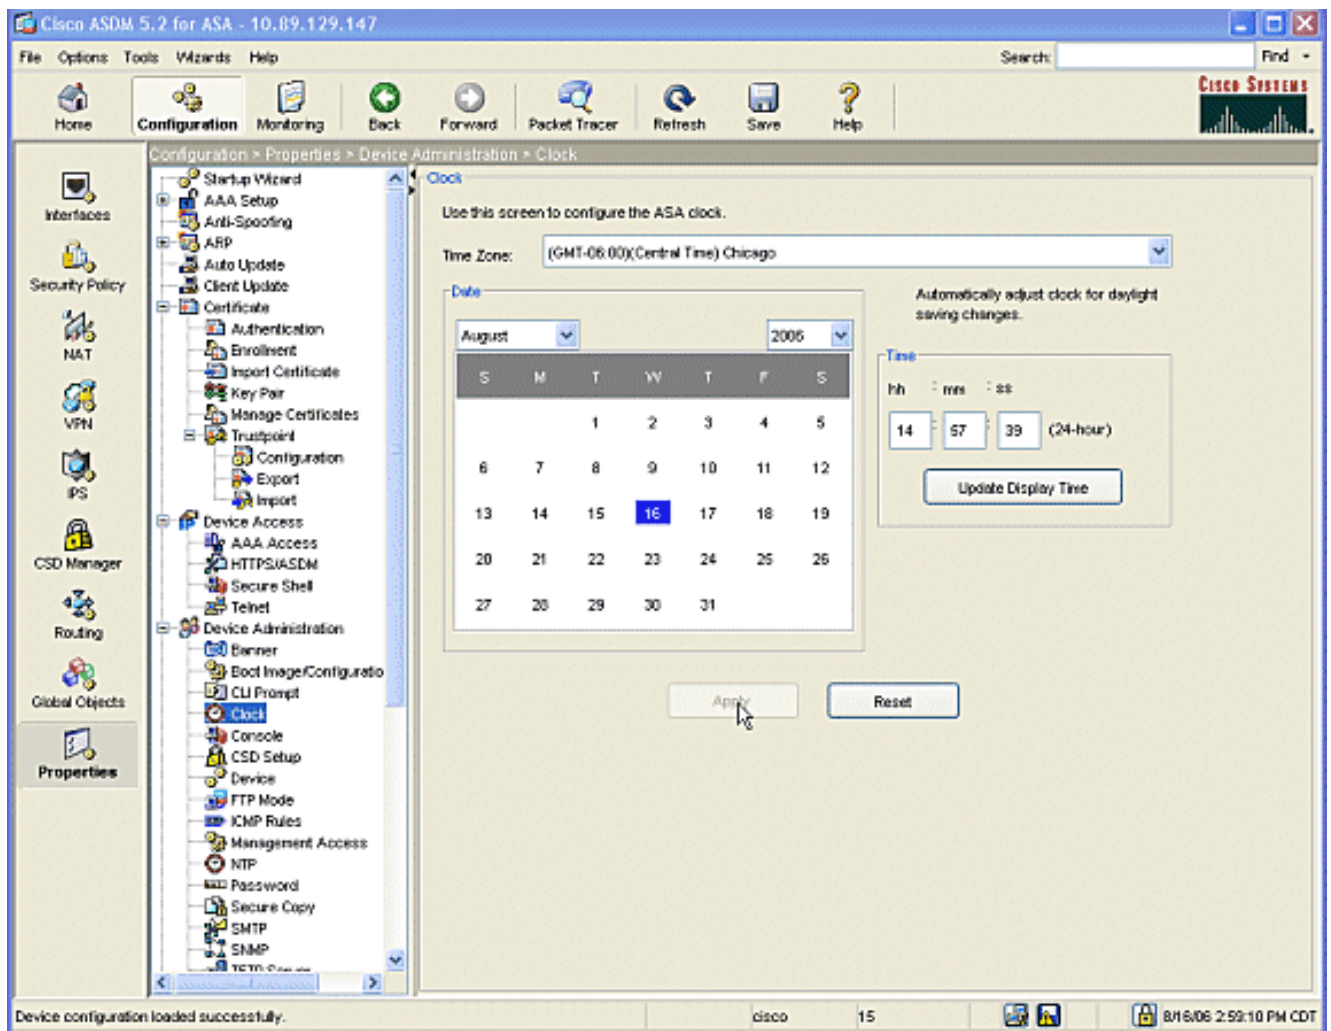 Cisco ASDM 5.2 for ASA - 10.89.129.147
File Options Tools Wizards Help Search: Find
Home Configuration Monitoring Back Forward Packet Tracer Refresh Save Help
CISCO SYSTEMS
Configuration > Properties > Device Administration > Clock
Interfaces
Security Policy
NAT
VPN
IPS
CSD Manager
Routing
Global Objects
Properties
Startup Wizard
AAA Setup
Anti-Spoofing
ARP
Auto Update
Client Update
Certificate
Authentication
Enrollment
Import Certificate
Key Pair
Manage Certificates
Trustpoint
Configuration
Export
Import
Device Access
AAA Access
HTTPS/ASDM
Secure Shell
Telnet
Device Administration
Banner
Boot Image/Configuratio
CLI Prompt
Clock
Console
CSD Setup
Device
FTP Mode
ICMP Rules
Management Access
NTP
Password
Secure Copy
SMTP
SNMP
TFTP Server
Clock
Use this screen to configure the ASA clock.
Time Zone: (GMT-06:00)(Central Time) Chicago
Date
August 2006
S M T W T F S
1 2 3 4 5
6 7 8 9 10 11 12
13 14 15 16 17 18 19
20 21 22 23 24 25 26
27 28 29 30 31
Automatically adjust clock for daylight
saving changes.
Time
hh : mm : ss
14 : 57 : 39 (24-hour)
Update Display Time
Apply Reset
Device configuration loaded successfully. cisco 15 8/16/06 2:59:10 PM CDT